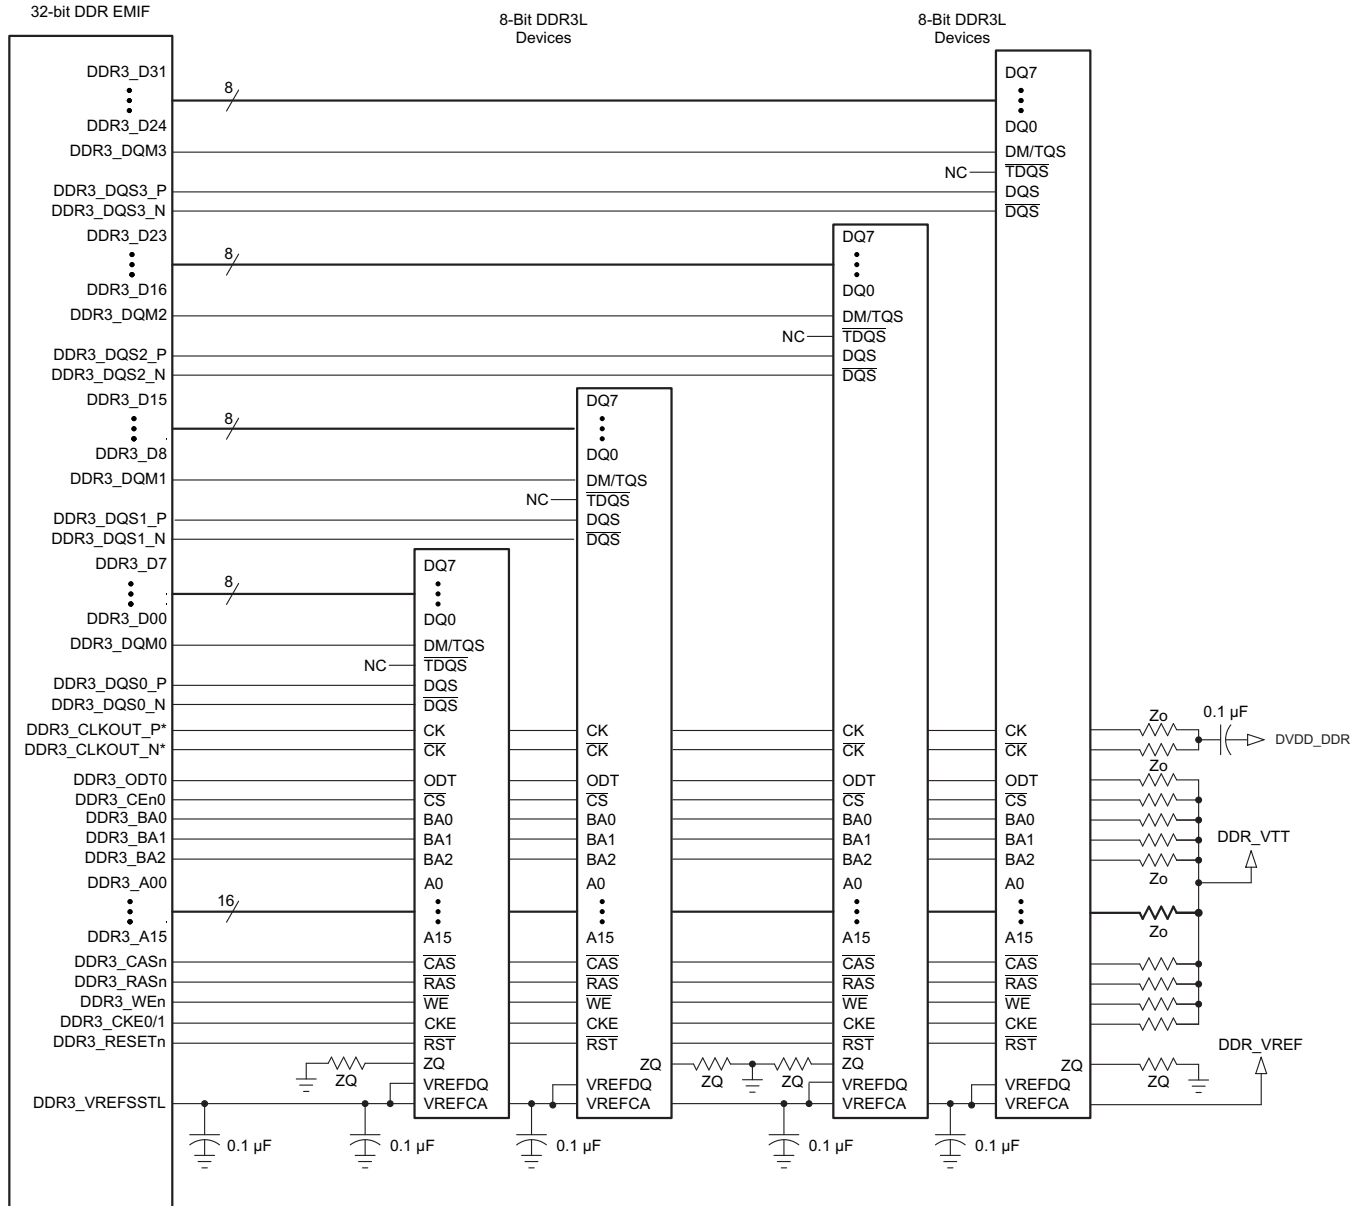 32-bit DDR EMIF
8-Bit DDR3L
Devices
8-Bit DDR3L
Devices
DDR3_D31
8
DDR3_D24
DDR3_DQM3
DDR3_DQS3_P
DDR3_DQS3_N
DQ7
DQ0
DM/TQS
NC
TDQS
DQS
DQS
DDR3_D23
8
DDR3_D16
DDR3_DQM2
DDR3_DQS2_P
DDR3_DQS2_N
DQ7
DQ0
DM/TQS
NC
TDQS
DQS
DQS
DDR3_D15
8
DDR3_D8
DDR3_DQM1
DDR3_DQS1_P
DDR3_DQS1_N
DQ7
DQ0
DM/TQS
NC
TDQS
DQS
DQS
DDR3_D7
8
DDR3_D00
DDR3_DQM0
DDR3_DQS0_P
DDR3_DQS0_N
DQ7
DQ0
DM/TQS
NC
TDQS
DQS
DQS
DDR3_CLKOUT_P* CK CK CK CK Zo 0.1 µF
DDR3_CLKOUT_N* CK CK CK CK Zo DVDD_DDR
DDR3_ODT0 ODT ODT ODT ODT
DDR3_CEn0 CS CS CS CS
DDR3_BA0 BA0 BA0 BA0 BA0
DDR3_BA1 BA1 BA1 BA1 BA1 DDR_VTT
DDR3_BA2 BA2 BA2 BA2 BA2 Zo
DDR3_A00 A0 A0 A0 A0
16 Zo
DDR3_A15 A15 A15 A15 A15
DDR3_CASn CAS CAS CAS CAS
DDR3_RASn RAS RAS RAS RAS
DDR3_WEn WE WE WE WE
DDR3_CKE0/1 CKE CKE CKE CKE
DDR3_RESETn RST RST RST RST DDR_VREF
ZQ ZQ ZQ ZQ
ZQ ZQ ZQ ZQ
VREFDQ VREFDQ VREFDQ VREFDQ
DDR3_VREFSSTL VREFCA VREFCA VREFCA VREFCA
0.1 µF 0.1 µF 0.1 µF 0.1 µF 0.1 µF